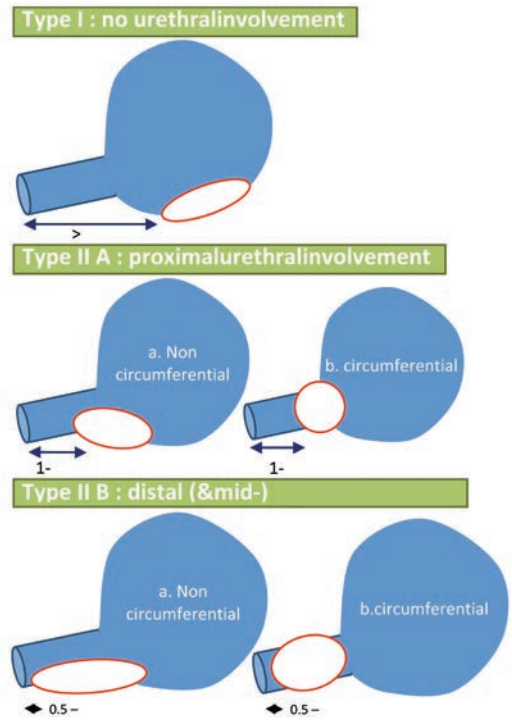 Type I : no urethralinvolvement
>
Type II A : proximalurethralinvolvement
a. Non
circumferential
b. circumferential
1-
1-
Type II B : distal (&mid-)
a. Non
circumferential
b.circumferential
0.5 –
0.5 –